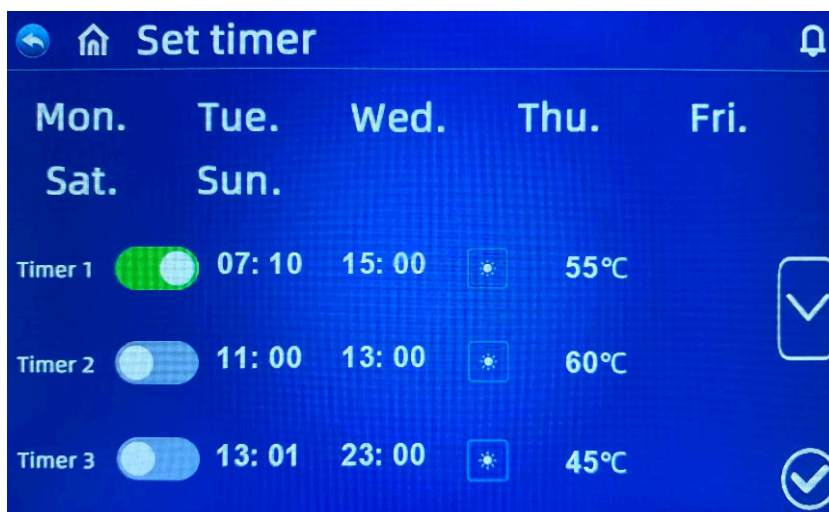 Set timer
Mon. Tue. Wed. Thu. Fri.
Sat. Sun.
Timer 1 07: 10 15: 00 55℃
Timer 2 11: 00 13: 00 60℃
Timer 3 13: 01 23: 00 45℃